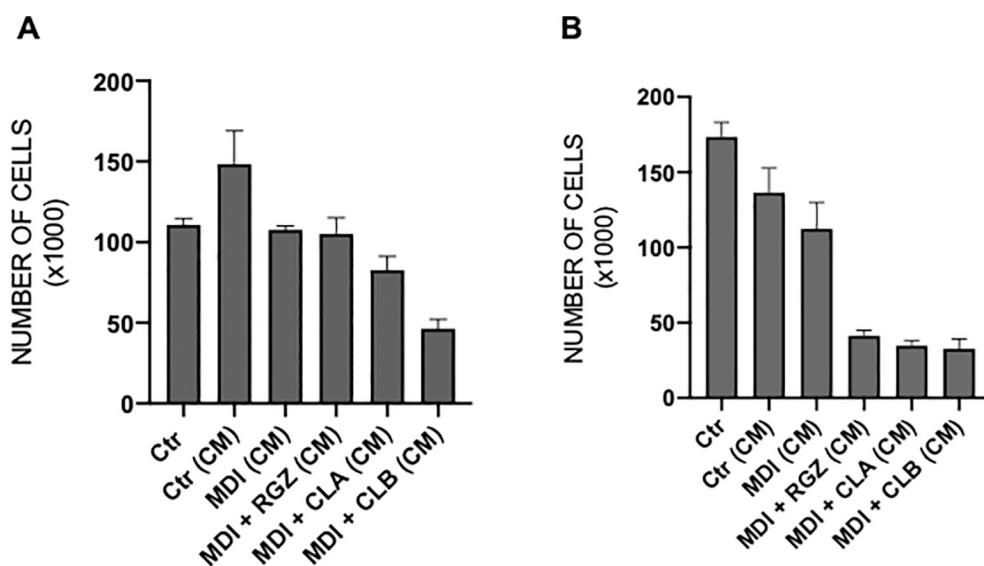 A
NUMBER OF CELLS
(x1000)
200
150
100
50
0
Ctr
Ctr (CM)
MDI (CM)
MDI + RGZ (CM)
MDI + CLA (CM)
MDI + CLB (CM)
B
NUMBER OF CELLS
(x1000)
200
150
100
50
0
Ctr
Ctr (CM)
MDI (CM)
MDI + RGZ (CM)
MDI + CLA (CM)
MDI + CLB (CM)